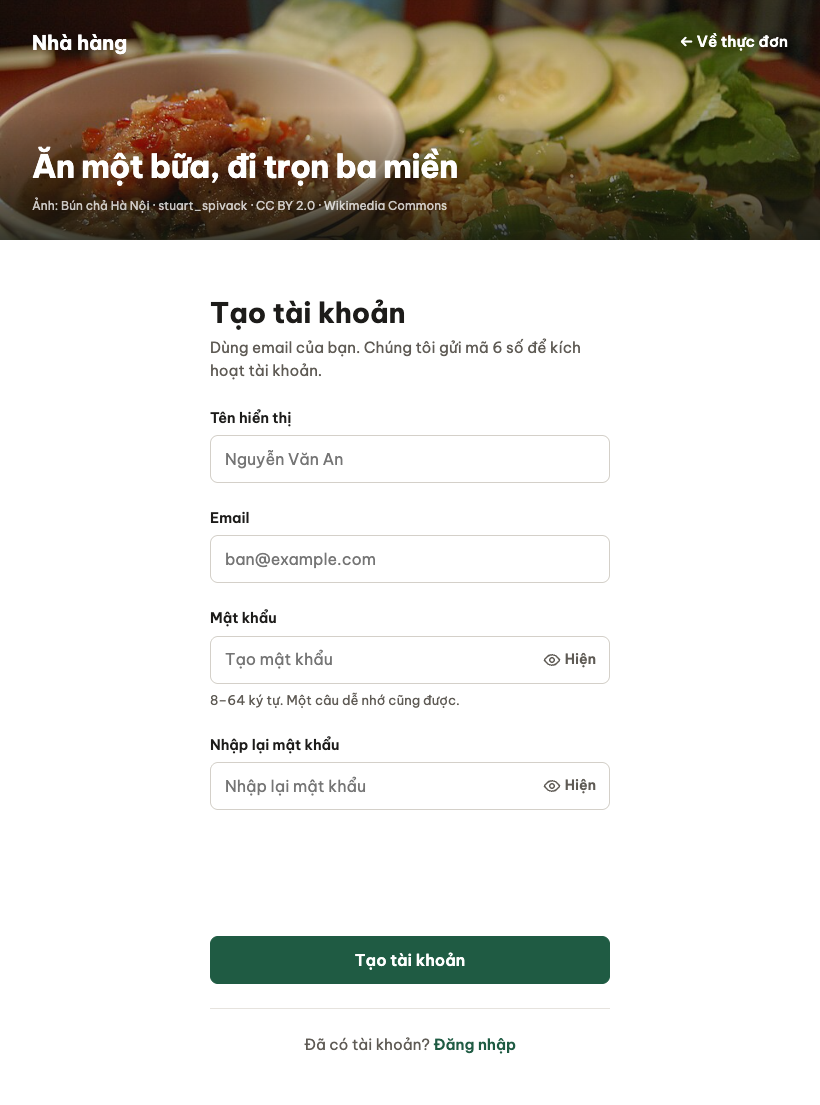 Nhà hàng
← Về thực đơn
Ăn một bữa, đi trọn ba miền
Ảnh: Bún chả Hà Nội · stuart_spivack · CC BY 2.0 · Wikimedia Commons
Tạo tài khoản
Dùng email của bạn. Chúng tôi gửi mã 6 số để kích
hoạt tài khoản.
Tên hiển thị
Nguyễn Văn An
Email
ban@example.com
Mật khẩu
Tạo mật khẩu Hiện
8–64 ký tự. Một câu dễ nhớ cũng được.
Nhập lại mật khẩu
Nhập lại mật khẩu Hiện
Tạo tài khoản
Đã có tài khoản? Đăng nhập